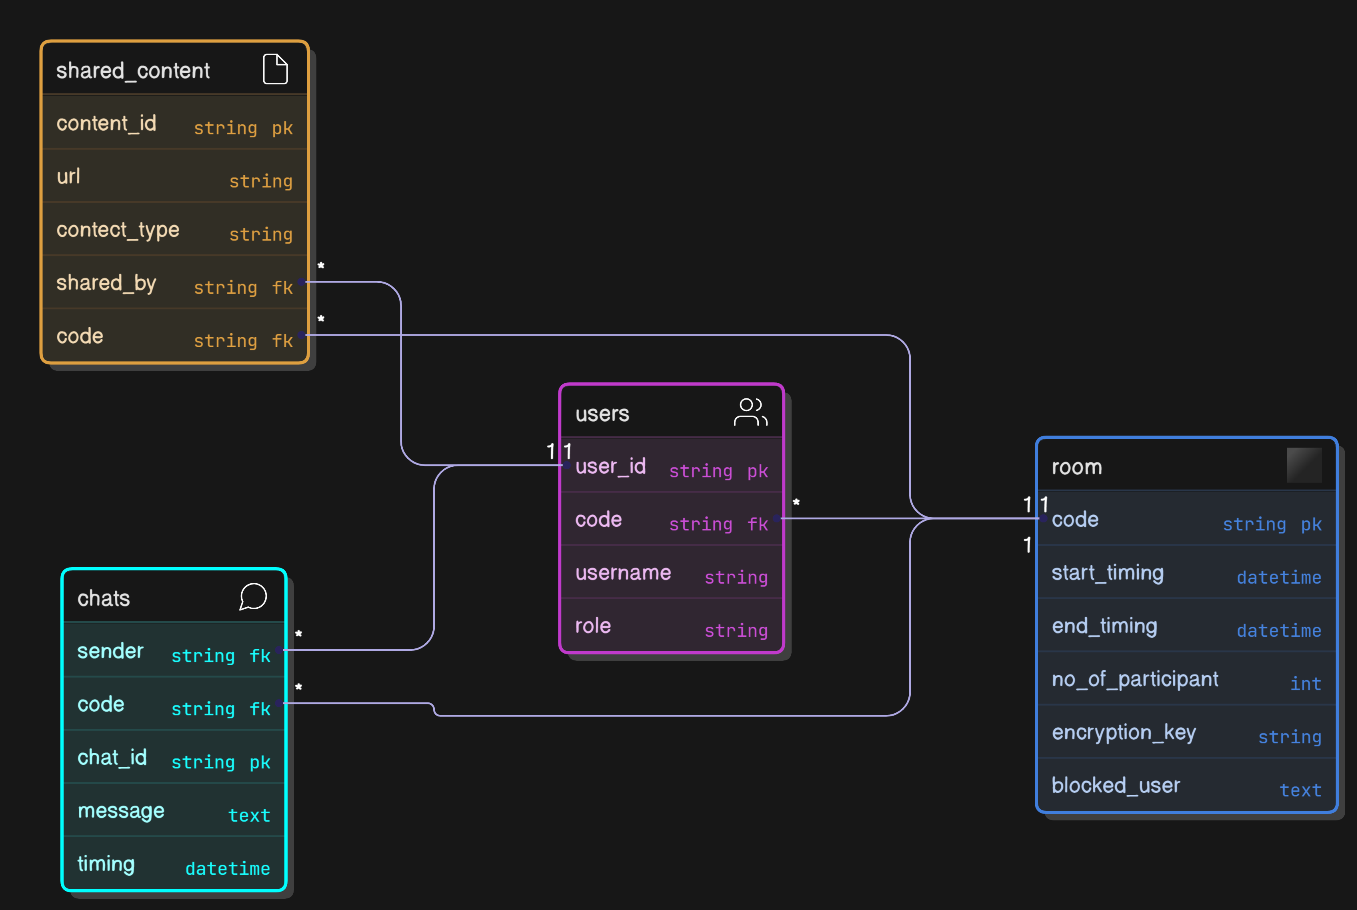 shared_content
content_id string pk
url string
contect_type string
shared_by string fk
code string fk
*
*
users
user_id string pk
code string fk
username string
role string
1 1
*
room
code string pk
start_timing datetime
end_timing datetime
no_of_participant int
encryption_key string
blocked_user text
1 1
1
chats
sender string fk
code string fk
chat_id string pk
message text
timing datetime
*
*